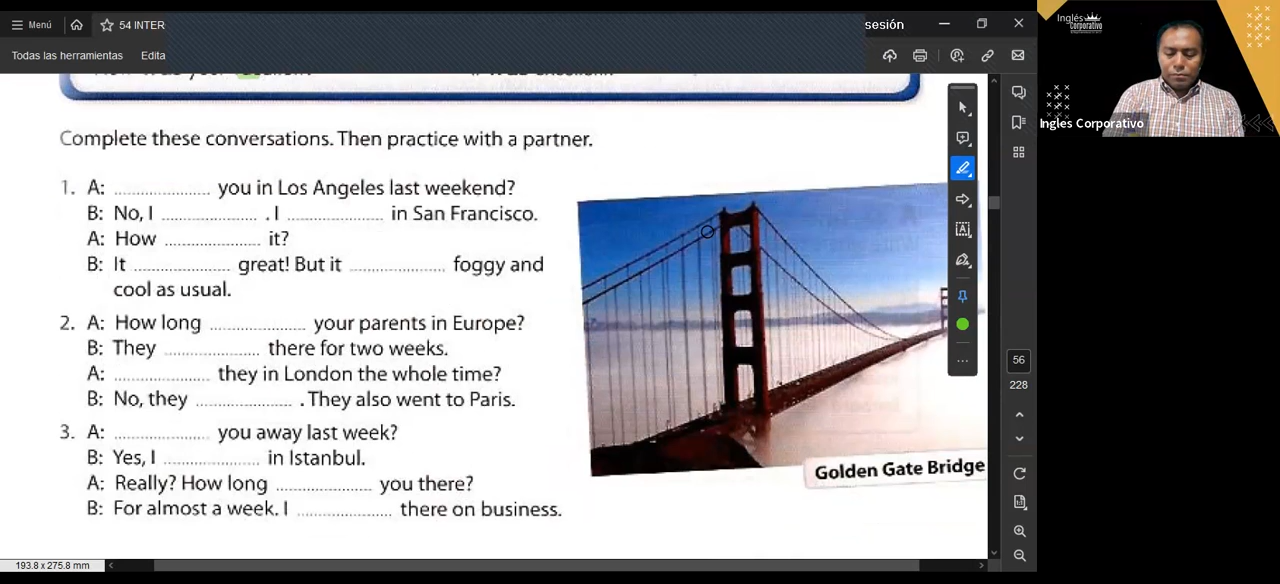 Menú
54 INTER
sesión
Todas las herramientas
Edita
Complete these conversations. Then practice with a partner.
1. A: ..................... you in Los Angeles last weekend?
B: No, I ..................... . I ..................... in San Francisco.
A: How ..................... it?
B: It ..................... great! But it ..................... foggy and
cool as usual.
2. A: How long ..................... your parents in Europe?
B: They ..................... there for two weeks.
A: ..................... they in London the whole time?
B: No, they ..................... . They also went to Paris.
3. A: ..................... you away last week?
B: Yes, I ..................... in Istanbul.
A: Really? How long ..................... you there?
B: For almost a week. I ..................... there on business.
Golden Gate Bridge
56
228
193.8 x 275.8 mm
Inglés
Corporativo
Ingles Corporativo